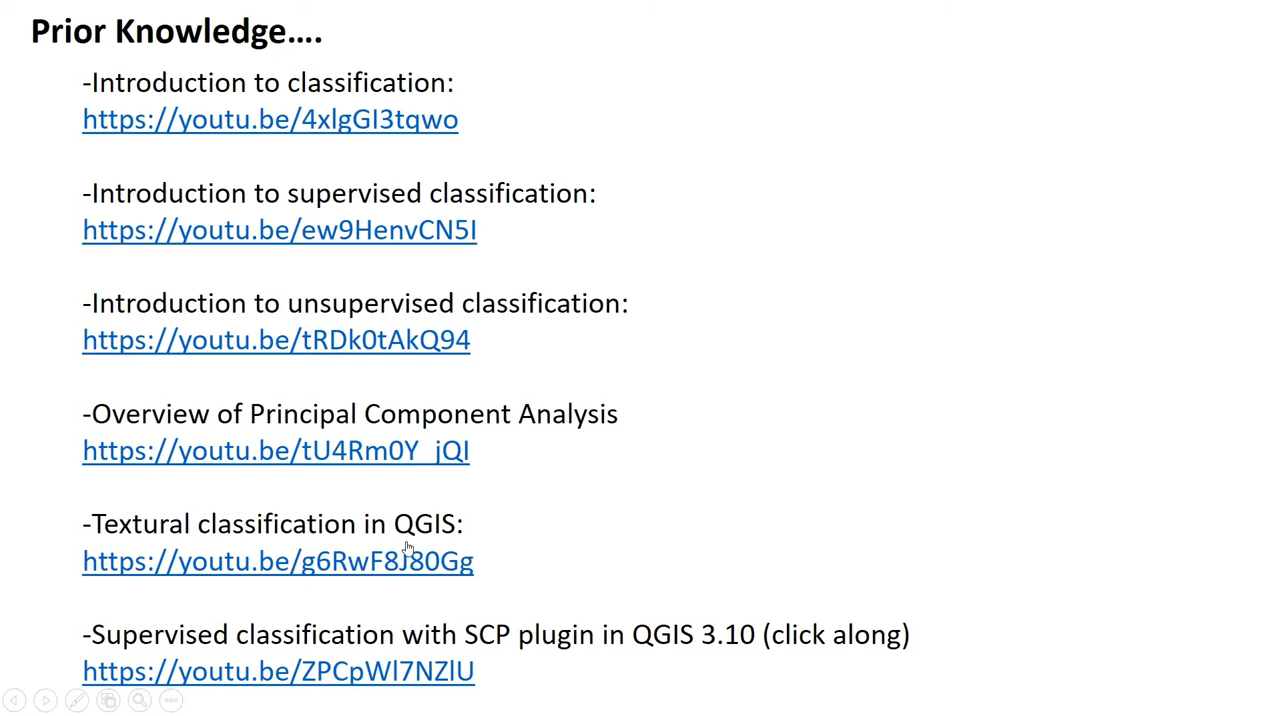 Prior Knowledge....
-Introduction to classification:
https://youtu.be/4xlgGI3tqwo
-Introduction to supervised classification:
https://youtu.be/ew9HenvCN5I
-Introduction to unsupervised classification:
https://youtu.be/tRDk0tAkQ94
-Overview of Principal Component Analysis
https://youtu.be/tU4Rm0Y_jQI
-Textural classification in QGIS:
https://youtu.be/g6RwF8J80Gg
-Supervised classification with SCP plugin in QGIS 3.10 (click along)
https://youtu.be/ZPCpWl7NZlU